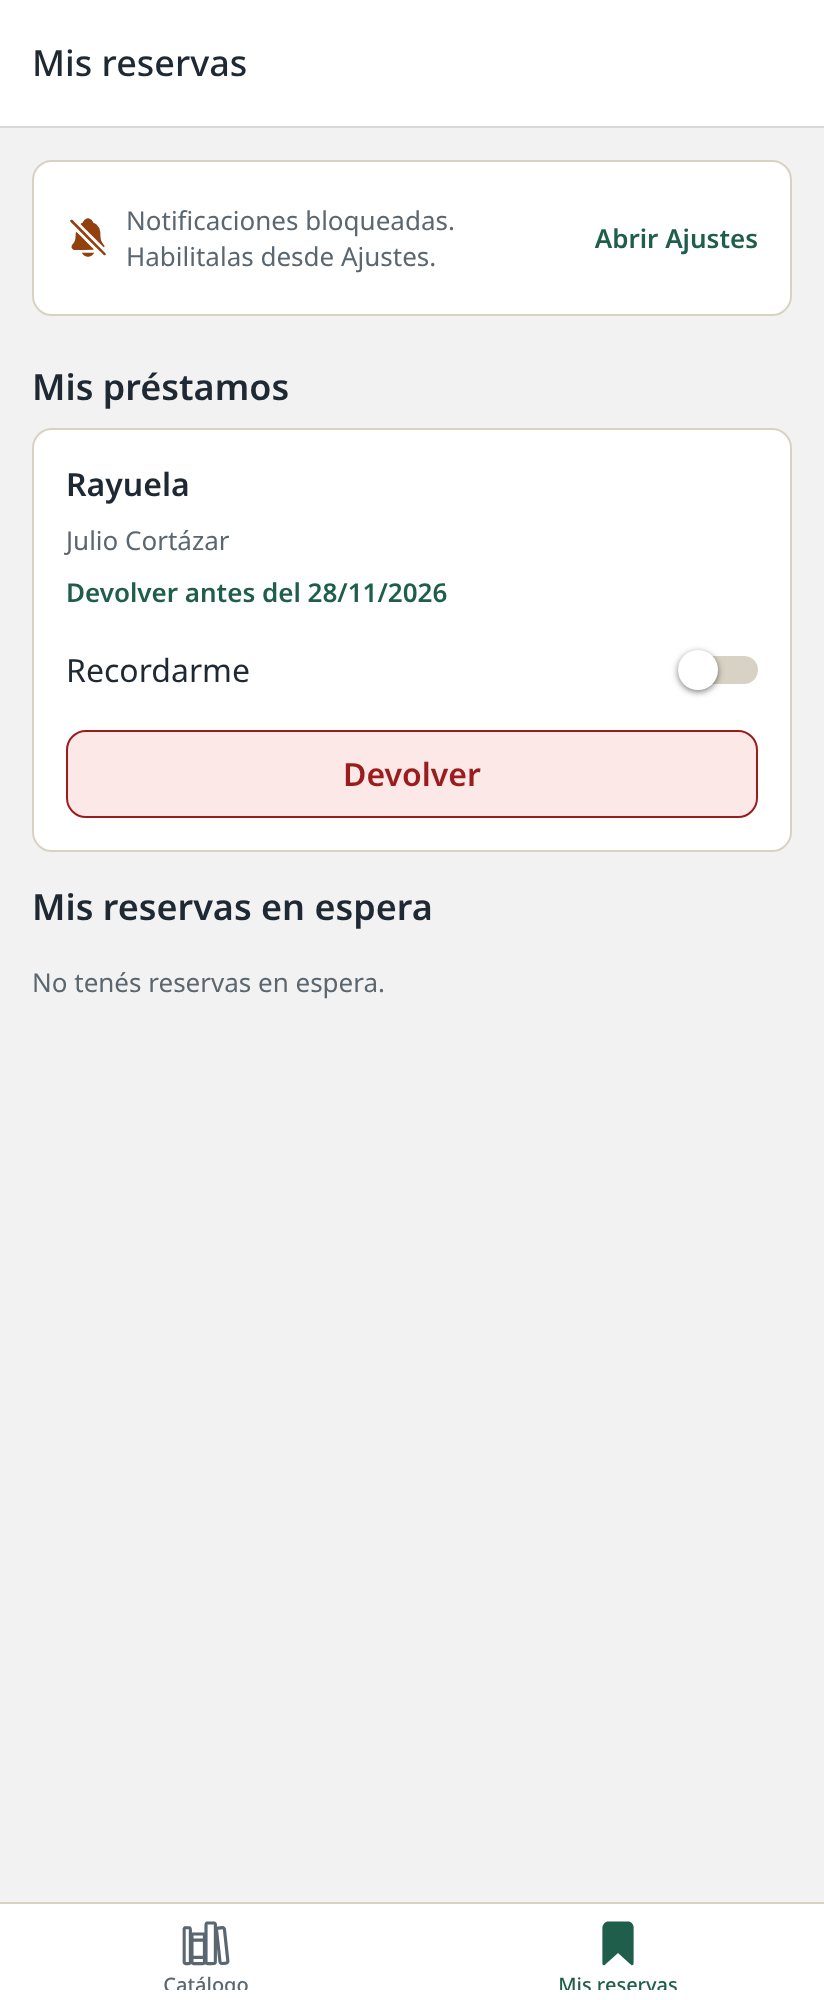 Mis reservas
Notificaciones bloqueadas.
Habilitalas desde Ajustes.
Abrir Ajustes
Mis préstamos
Rayuela
Julio Cortázar
Devolver antes del 28/11/2026
Recordarme
Devolver
Mis reservas en espera
No tenés reservas en espera.
Catálogo
Mis reservas